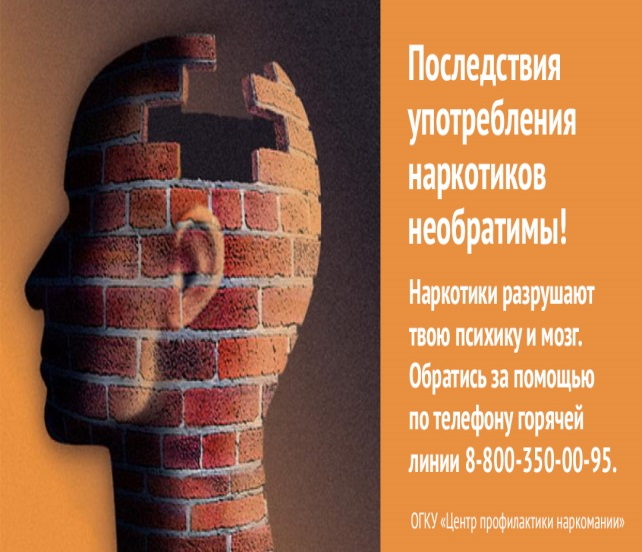 Последствия
употребления
наркотиков
необратимы!
Наркотики разрушают
твою психику и мозг.
Обратись за помощью
по телефону горячей
линии 8-800-350-00-95.
ОГКУ «Центр профилактики наркомании»